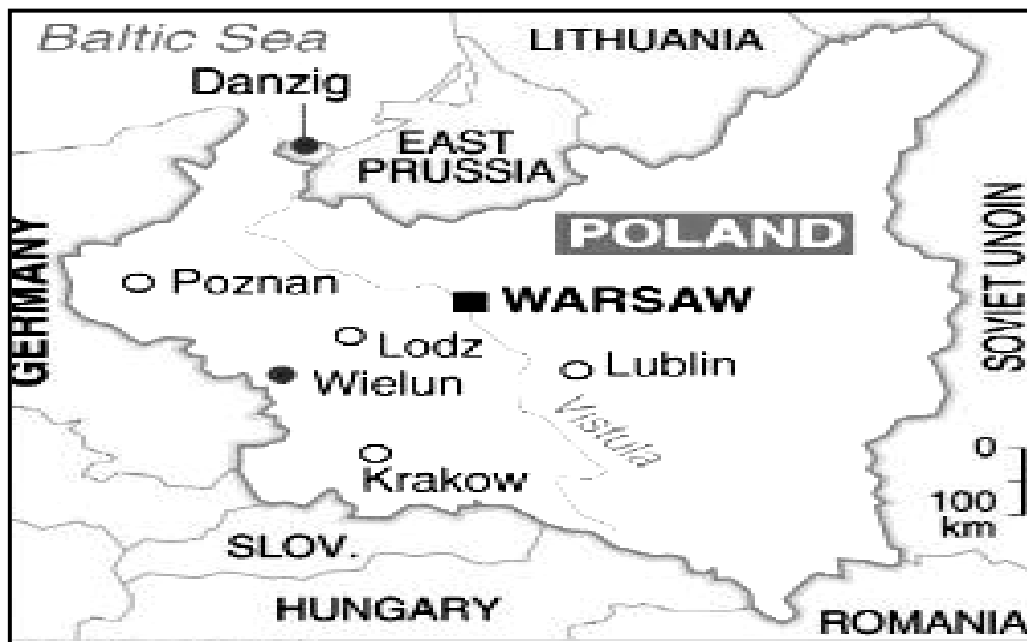 Baltic Sea
LITHUANIA
Danzig
EAST
PRUSSIA
POLAND
GERMANY
SOVIET UNOIN
Poznan
WARSAW
Lodz
Lublin
Wielun
Vistula
Krakow
0
100
km
SLOV.
HUNGARY
ROMANIA